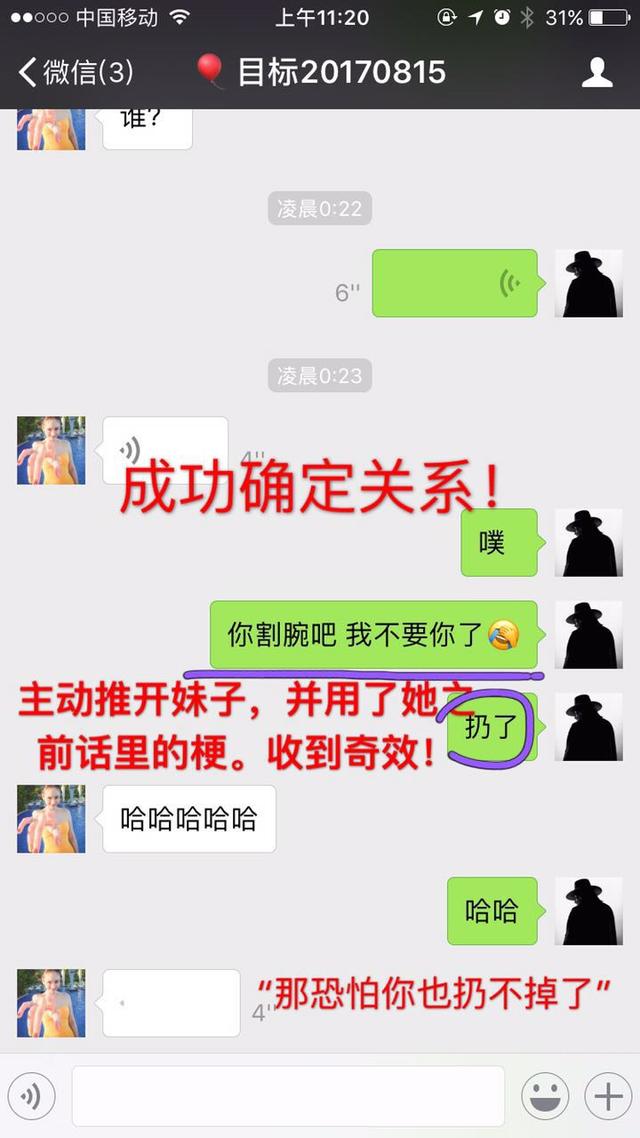 中国移动 上午11:20 31%
微信(3) 目标20170815
谁？
凌晨0:22
6"
凌晨0:23
4"
成功确定关系！
噗
你割腕吧 我不要你了
主动推开妹子，并用了她之
前话里的梗。收到奇效！
扔了
哈哈哈哈哈
哈哈
4"
“那恐怕你也扔不掉了”